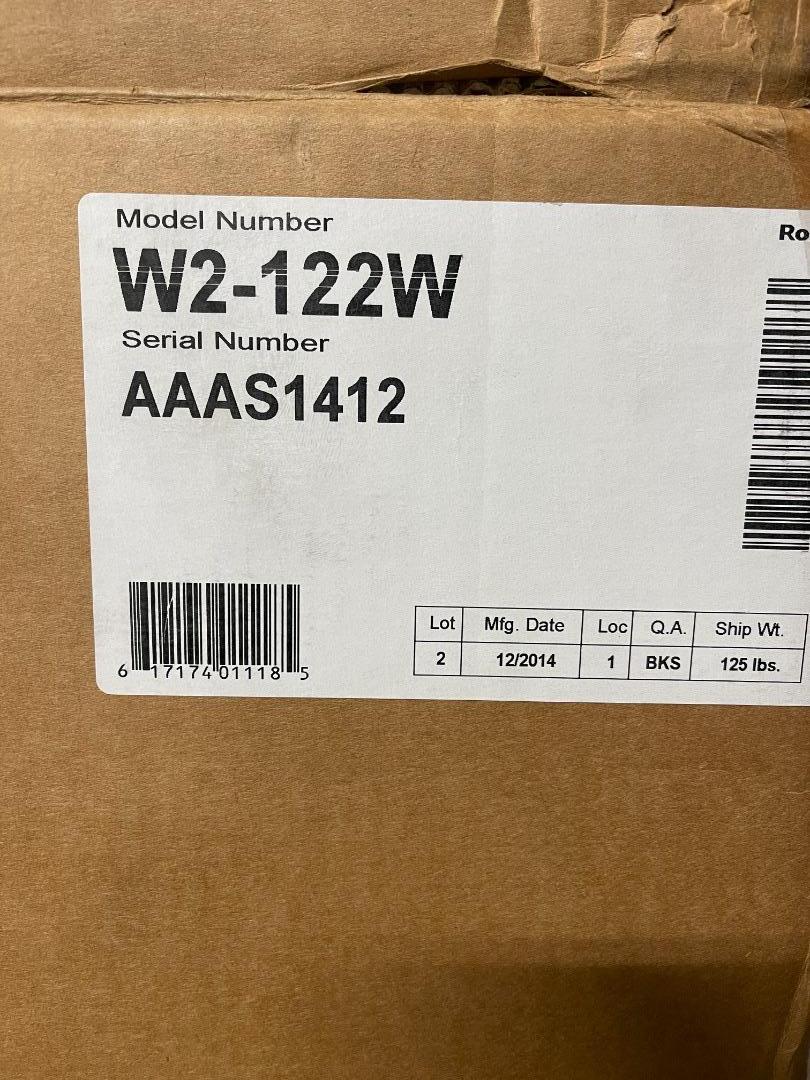 Model Number
W2-122W
Serial Number
AAAS1412
Ro
6 17174 01118 5
Lot Mfg. Date Loc Q.A. Ship Wt.
2 12/2014 1 BKS 125 lbs.